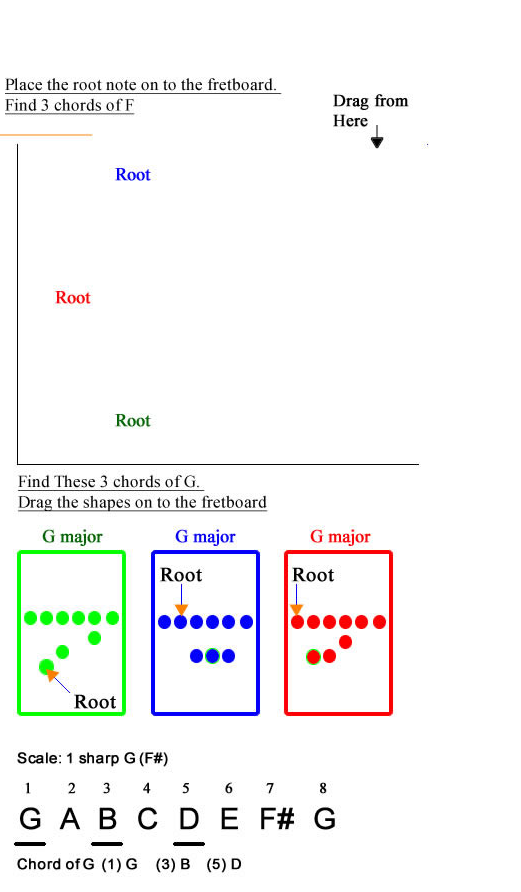 Place the root note on to the fretboard.
Find 3 chords of F
Drag from
Here
Root
Root
Root
Find These 3 chords of G.
Drag the shapes on to the fretboard
G major G major G major
Root Root
Root
Scale: 1 sharp G (F#)
1 2 3 4 5 6 7 8
G A B C D E F# G
Chord of G (1) G (3) B (5) D